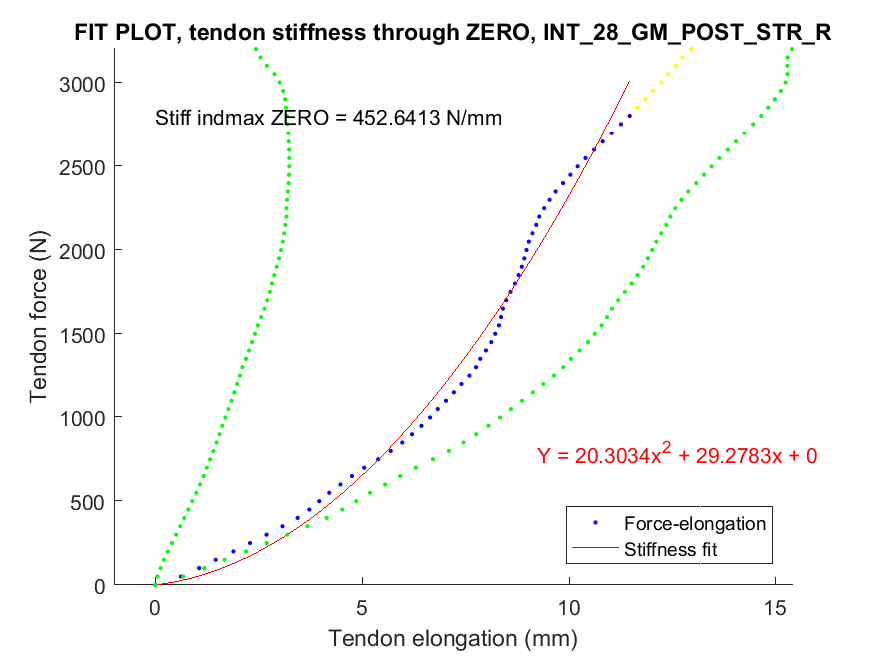 FIT PLOT, tendon stiffness through ZERO, INT_28_GM_POST_STR_R
Stiff indmax ZERO = 452.6413 N/mm
Tendon force (N)
3000
2500
2000
1500
1000
500
0
Y = 20.3034x² + 29.2783x + 0
Force-elongation
Stiffness fit
0 5 10 15
Tendon elongation (mm)